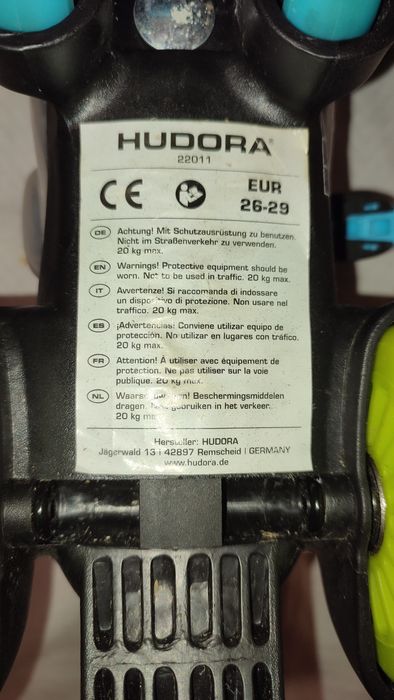 HUDORA®
22011
CE
EUR
26-29
DE Achtung! Mit Schutzausrüstung zu benutzen.
Nicht im Straßenverkehr zu verwenden.
20 kg max.
EN Warnings! Protective equipment should be
worn. Not to be used in traffic. 20 kg max.
IT Avvertenze! Si raccomanda di indossare
un dispositivo di protezione. Non usare nel
traffico. 20 kg max.
ES ¡Advertencias! Conviene utilizar equipo de
protección. No utilizar en lugares con tráfico.
20 kg max.
FR Attention! À utiliser avec équipement de
protection. Ne pas utiliser sur la voie
publique. 20 kg max.
NL Beschermingsmiddelen
dragen. gebruiken in het verkeer.
20 kg
Hersteller: HUDORA
Jägerwald 13 | 42897 Remscheid | GERMANY
www.hudora.de